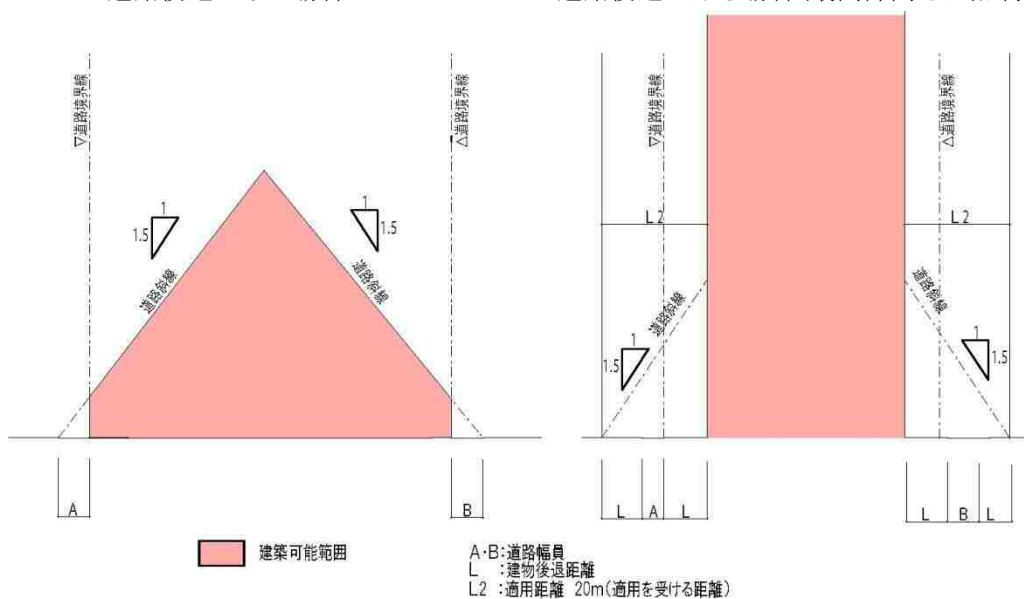 ▽道路境界線
△道路境界線
1
1.5
道路斜線
1
1.5
道路斜線
A
B
▽道路境界線
△道路境界線
L2
L2
道路斜線
1
1.5
道路斜線
1
1.5
L
A
L
L
B
L
建築可能範囲
A・B：道路幅員
L ：建物後退距離
L2 ：適用距離 20m（適用を受ける距離）